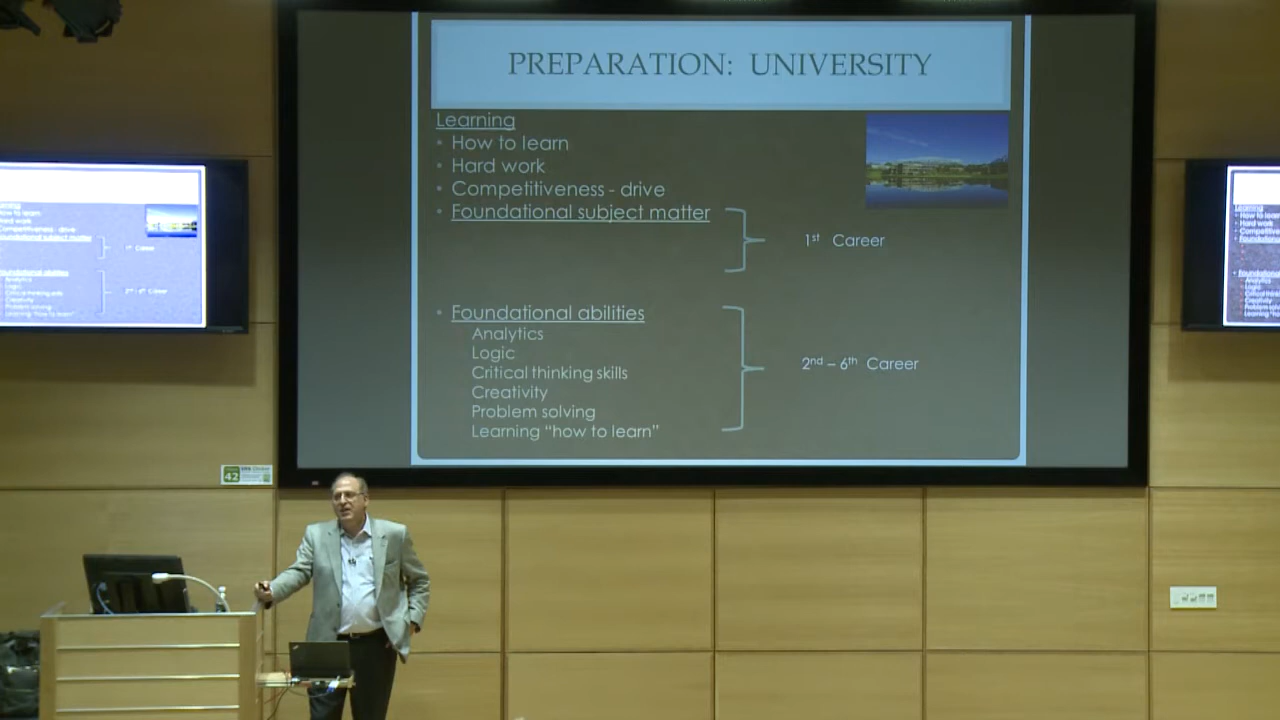 PREPARATION: UNIVERSITY
Learning
• How to learn
• Hard work
• Competitiveness - drive
• Foundational subject matter
1st Career
• Foundational abilities
Analytics
Logic
Critical thinking skills
Creativity
Problem solving
Learning “how to learn”
2nd – 6th Career
42